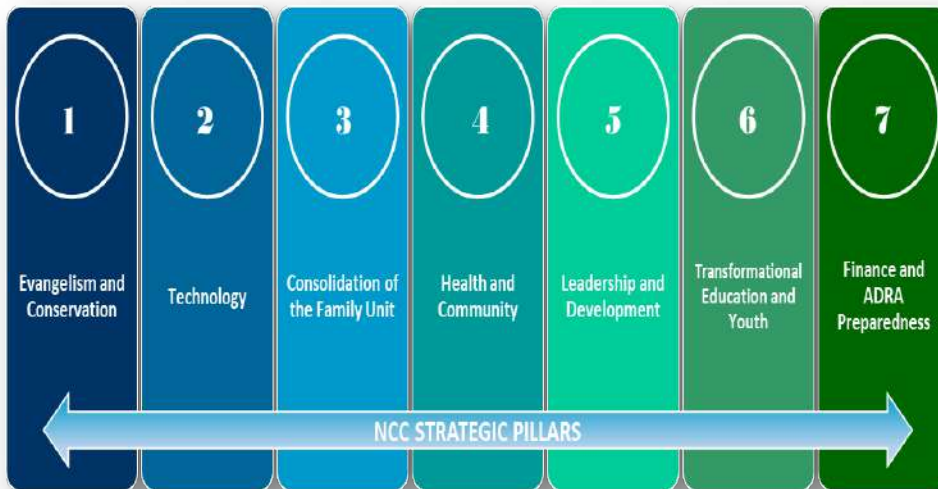 1
Evangelism and
Conservation
2
Technology
3
Consolidation of
the Family Unit
4
Health and
Community
5
Leadership and
Development
6
Transformational
Education and
Youth
7
Finance and
ADRA
Preparedness
NCC STRATEGIC PILLARS